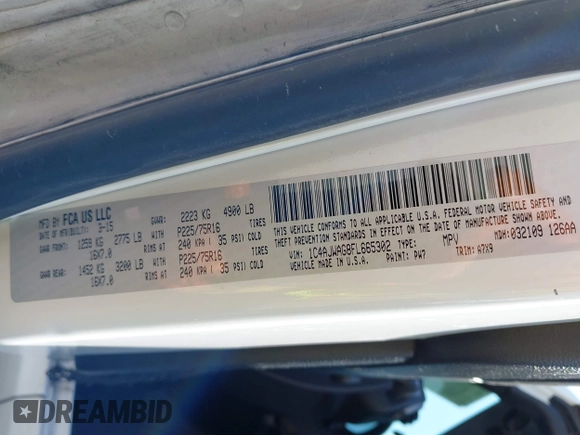 MFD BY FCA US LLC
DATE OF MFR 3-15
GVWR: 2223 KG 4900 LB
GAWR FRONT: 1259 KG 2775 LB WITH P225/75R16 TIRES
16X7.0 RIMS AT 240 KPA ( 35 PSI) COLD
GAWR REAR: 1452 KG 3200 LB WITH P225/75R16 TIRES
16X7.0 RIMS AT 240 KPA ( 35 PSI) COLD
THIS VEHICLE CONFORMS TO ALL APPLICABLE U.S.A. FEDERAL MOTOR VEHICLE SAFETY
STANDARDS IN EFFECT ON THE DATE OF MANUFACTURE SHOWN ABOVE.
VIN: 1C4AJWAG9FL665302 TYPE: MPV MDH: 032109 126AA
VEHICLE MADE IN U.S.A. PAINT: PW7 TRIM: A7X9
DREAMBID